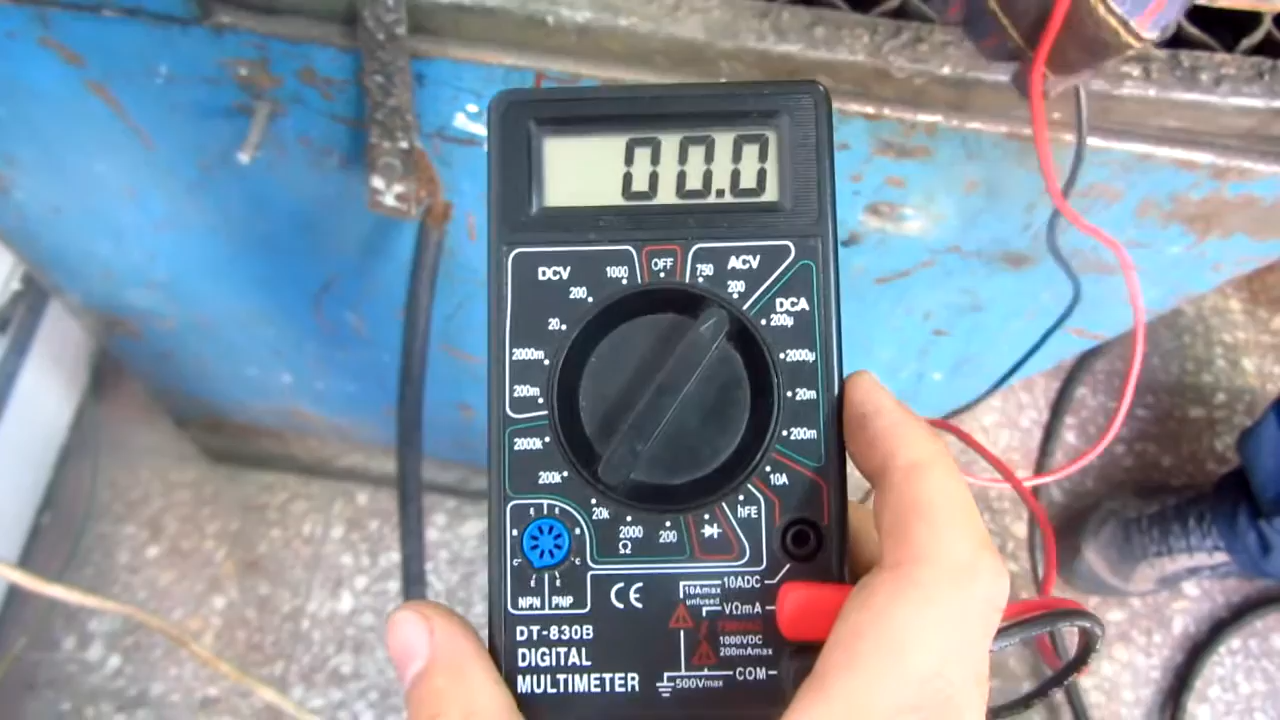 00.0
DCV
1000
OFF
750
ACV
200
200
DCA
20
200µ
2000m
2000µ
200m
20m
2000k
200m
200k
10A
20k
2000
Ω
200
hFE
E
E
B
B
C
C
E
E
NPN
PNP
CE
10Amax
unfused
10ADC
VΩmA
750VAC
1000VDC
200mAmax
COM
500Vmax
DT-830B
DIGITAL
MULTIMETER